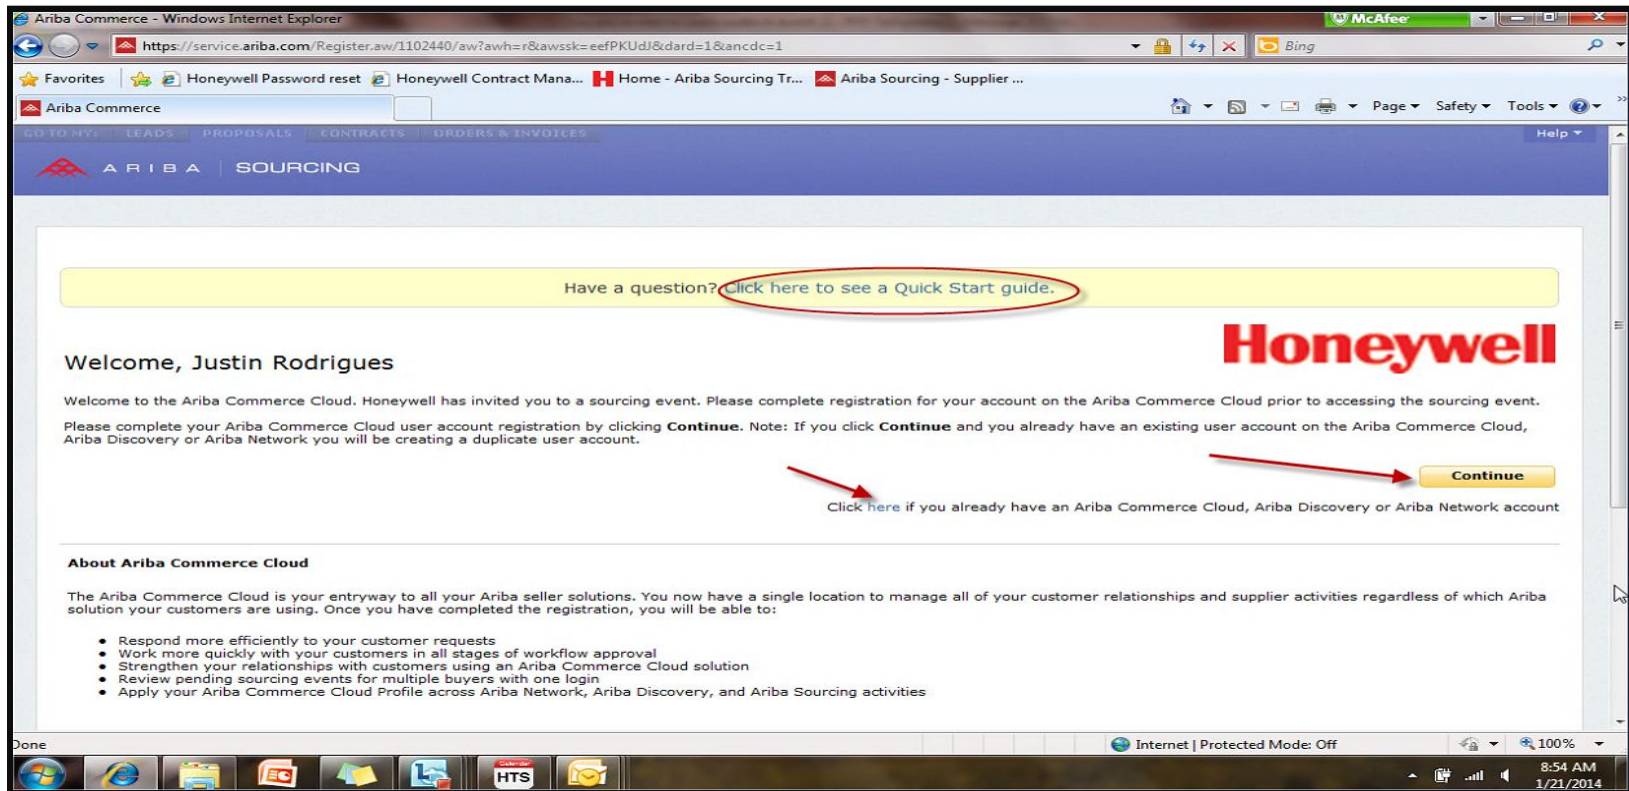 Ariba Commerce - Windows Internet Explorer
McAfee
https://service.ariba.com/Register.aw/1102440/aw?awh=r&awssk=eefPKUdJ&dard=1&ancdc=1
Bing
Favorites Honeywell Password reset Honeywell Contract Mana... Home - Ariba Sourcing Tr... Ariba Sourcing - Supplier ...
Ariba Commerce
Page Safety Tools
GO TO MY: LEADS PROPOSALS CONTRACTS ORDERS & INVOICES
Help
ARIBA SOURCING
Have a question? Click here to see a Quick Start guide.
Honeywell
Welcome, Justin Rodrigues
Welcome to the Ariba Commerce Cloud. Honeywell has invited you to a sourcing event. Please complete registration for your account on the Ariba Commerce Cloud prior to accessing the sourcing event.
Please complete your Ariba Commerce Cloud user account registration by clicking Continue. Note: If you click Continue and you already have an existing user account on the Ariba Commerce Cloud,
Ariba Discovery or Ariba Network you will be creating a duplicate user account.
Continue
Click here if you already have an Ariba Commerce Cloud, Ariba Discovery or Ariba Network account
About Ariba Commerce Cloud
The Ariba Commerce Cloud is your entryway to all your Ariba seller solutions. You now have a single location to manage all of your customer relationships and supplier activities regardless of which Ariba
solution your customers are using. Once you have completed the registration, you will be able to:
• Respond more efficiently to your customer requests
• Work more quickly with your customers in all stages of workflow approval
• Strengthen your relationships with customers using an Ariba Commerce Cloud solution
• Review pending sourcing events for multiple buyers with one login
• Apply your Ariba Commerce Cloud Profile across Ariba Network, Ariba Discovery, and Ariba Sourcing activities
Done
Internet | Protected Mode: Off
100%
Calendar
HTS
8:54 AM
1/21/2014